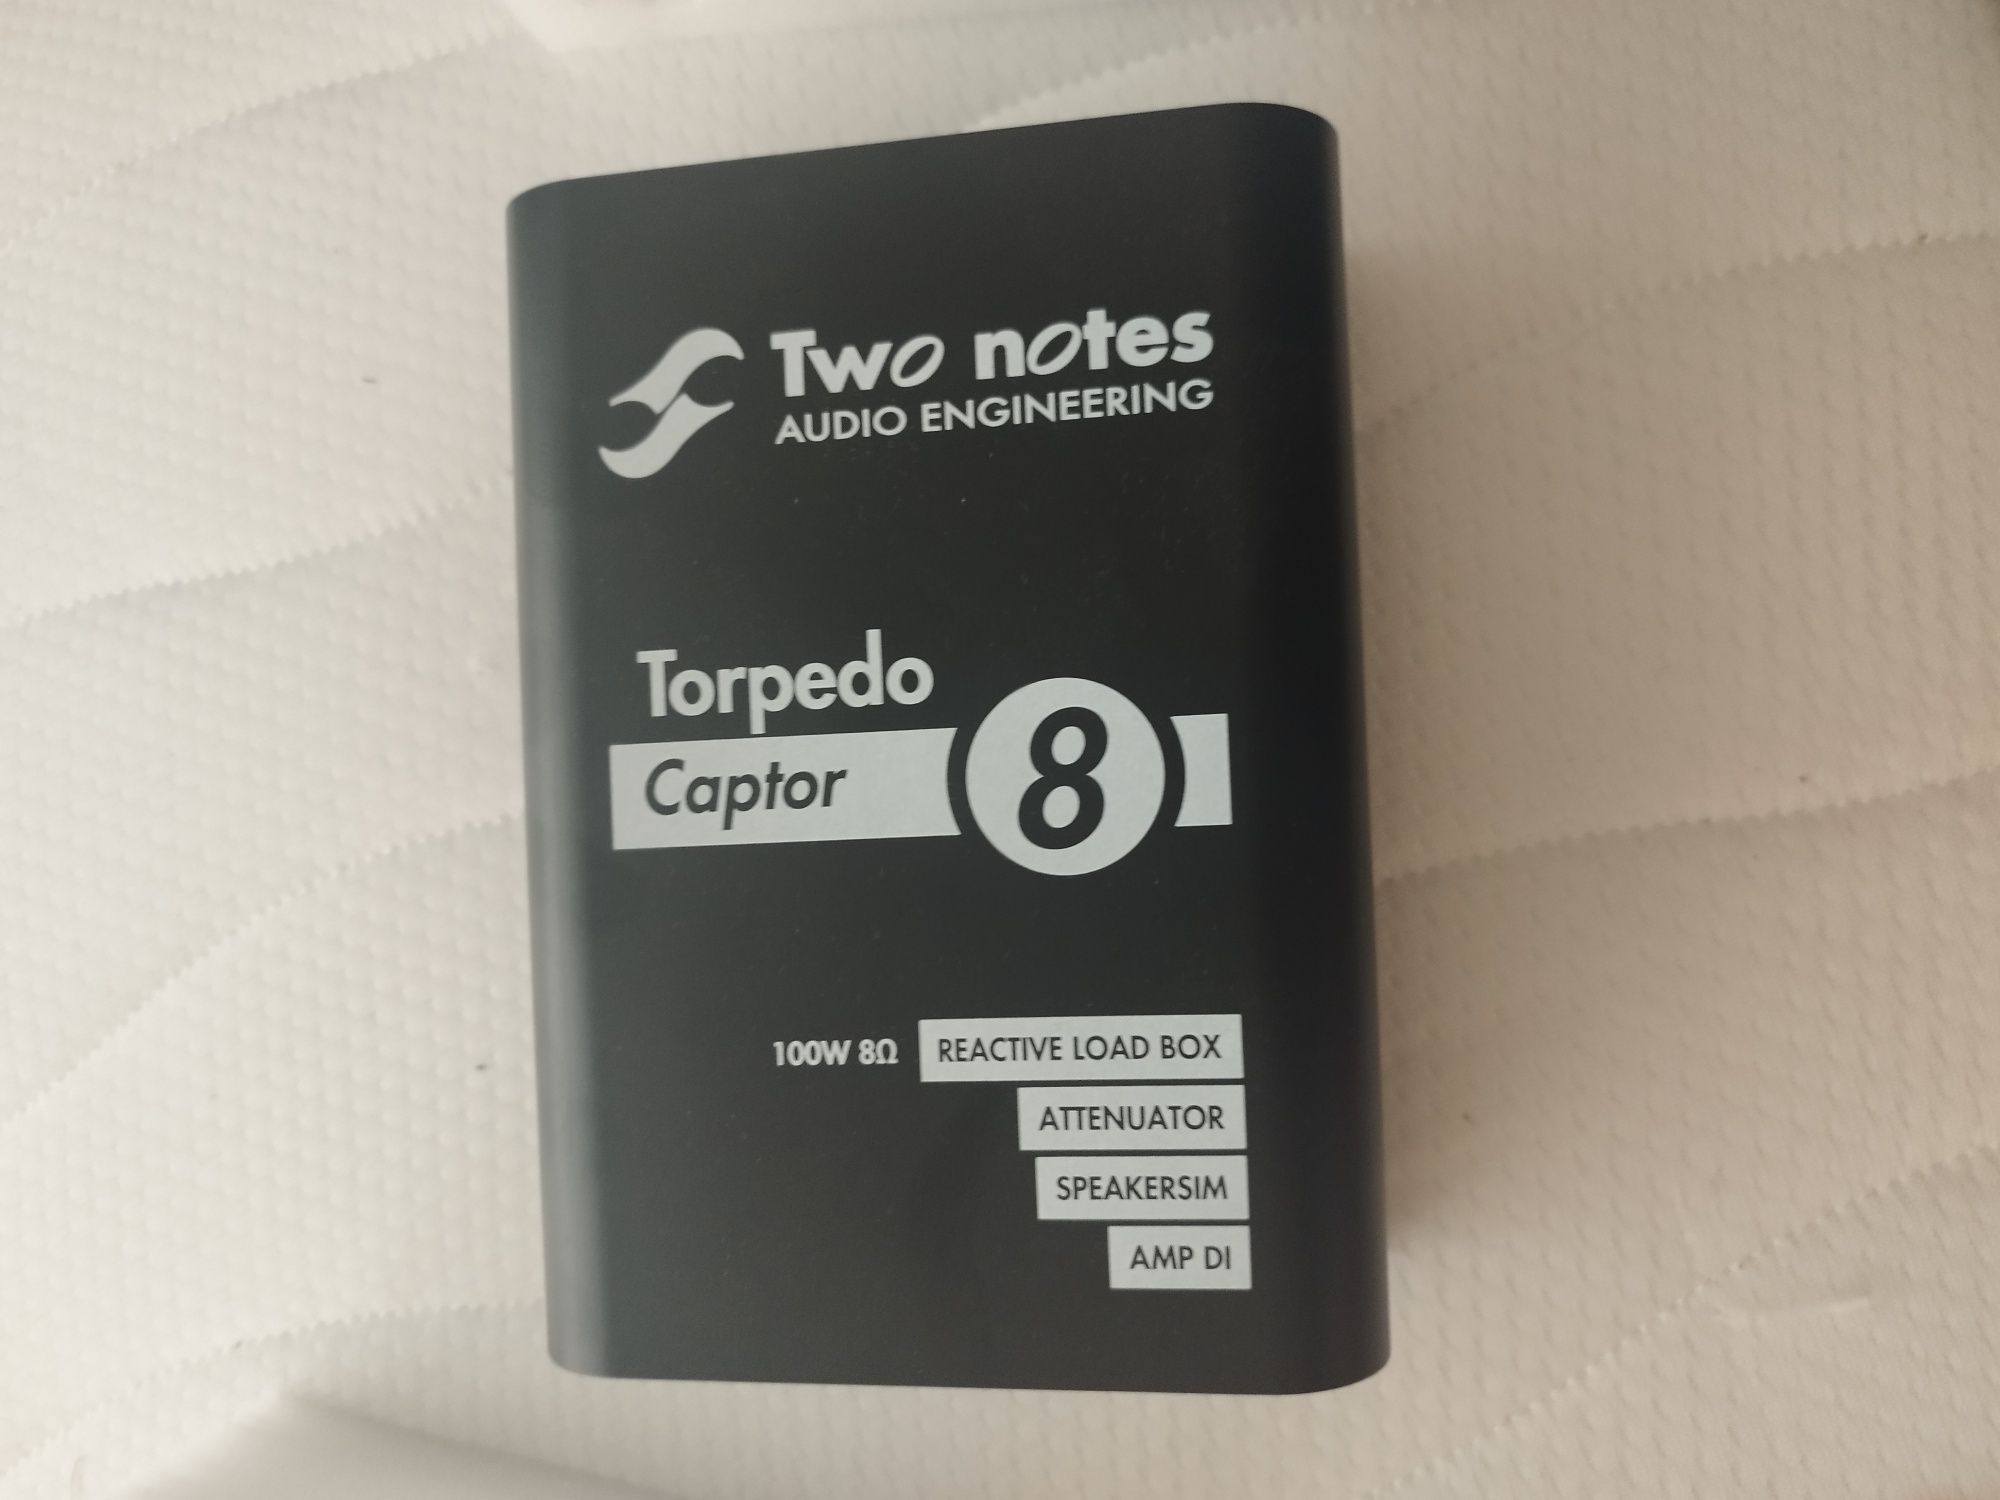 Two notes
AUDIO ENGINEERING
Torpedo
Captor 8
100W 8Ω REACTIVE LOAD BOX
ATTENUATOR
SPEAKERSIM
AMP DI